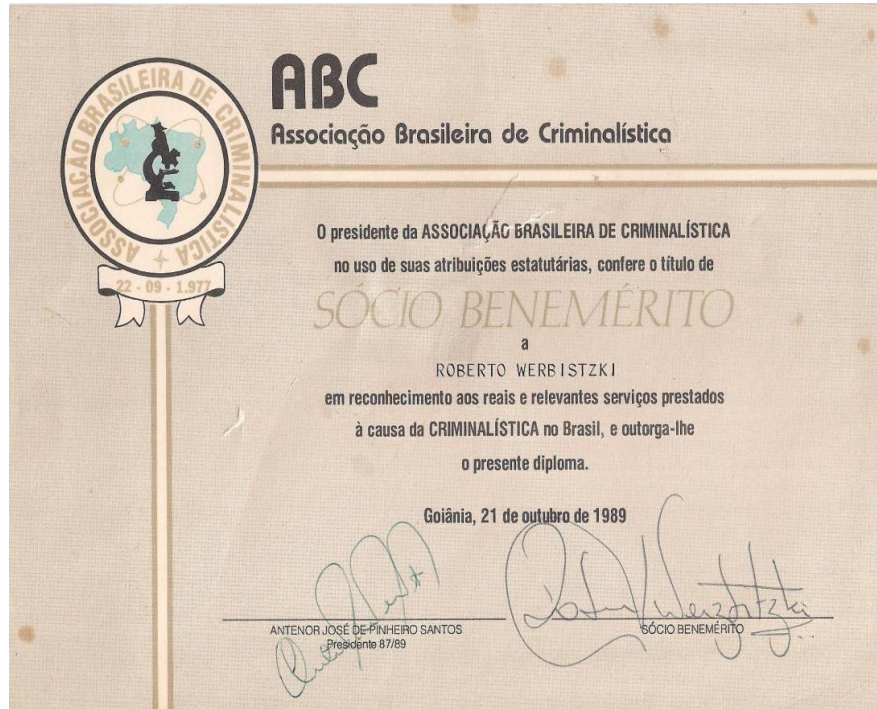 ABC
Associação Brasileira de Criminalística
ASSOCIAÇÃO BRASILEIRA DE CRIMINALÍSTICA
22 - 09 - 1.977
O presidente da ASSOCIAÇÃO BRASILEIRA DE CRIMINALÍSTICA
no uso de suas atribuições estatutárias, confere o título de
SÓCIO BENEMÉRITO
a
ROBERTO WERBISTZKI
em reconhecimento aos reais e relevantes serviços prestados
à causa da CRIMINALÍSTICA no Brasil, e outorga-lhe
o presente diploma.
Goiânia, 21 de outubro de 1989
ANTENOR JOSÉ DE PINHEIRO SANTOS
Presidente 87/89
SÓCIO BENEMÉRITO